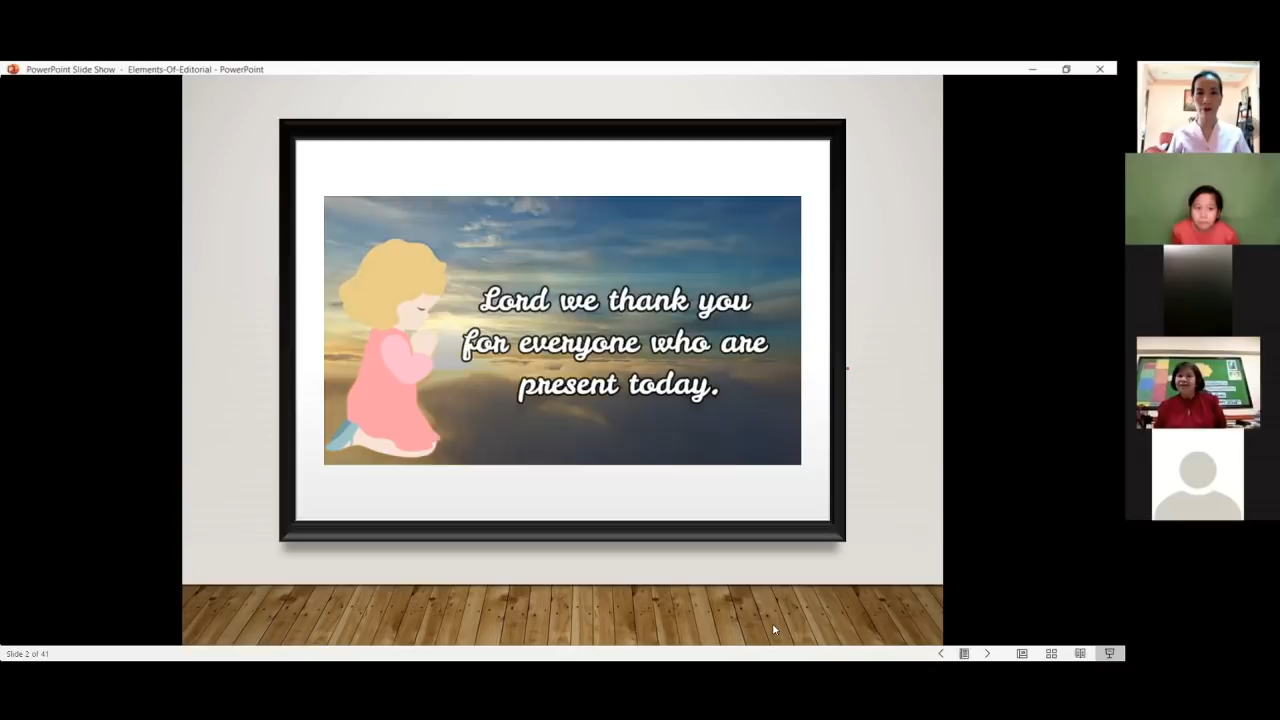 PowerPoint Slide Show - Elements-Of-Editorial - PowerPoint
Lord we thank you
for everyone who are
present today.
Slide 2 of 41